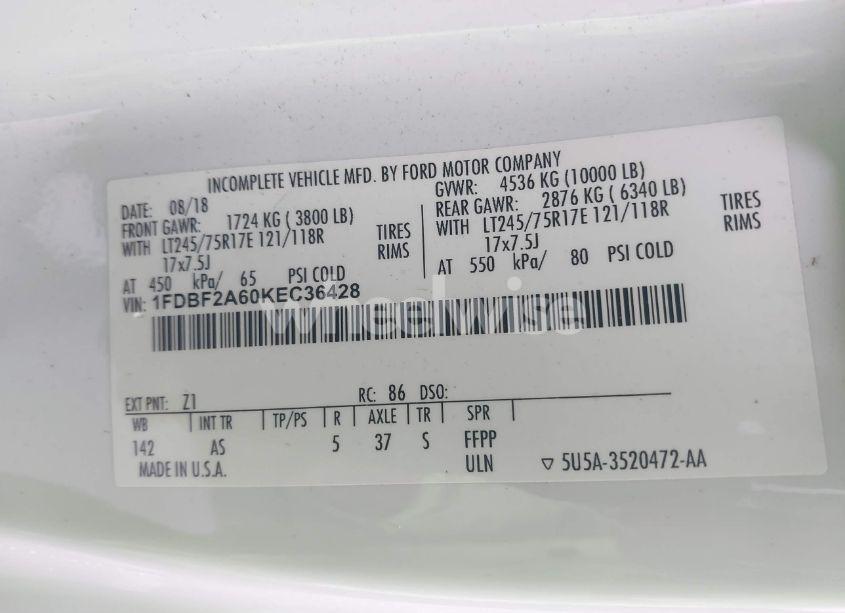 INCOMPLETE VEHICLE MFD. BY FORD MOTOR COMPANY
DATE: 08/18
FRONT GAWR: 1724 KG ( 3800 LB)
WITH LT245/75R17E 121/118R TIRES
17x7.5J RIMS
AT 450 kPa/ 65 PSI COLD
GVWR: 4536 KG (10000 LB)
REAR GAWR: 2876 KG ( 6340 LB)
WITH LT245/75R17E 121/118R TIRES
17x7.5J RIMS
AT 550 kPa/ 80 PSI COLD
VIN: 1FDBF2A60KEC36428
wheelwise
EXT PNT: Z1 RC: 86 DSO:
WB INT TR TP/PS R AXLE TR SPR
142 AS 5 37 S FFPP
MADE IN U.S.A. ULN ▽ 5U5A-3520472-AA